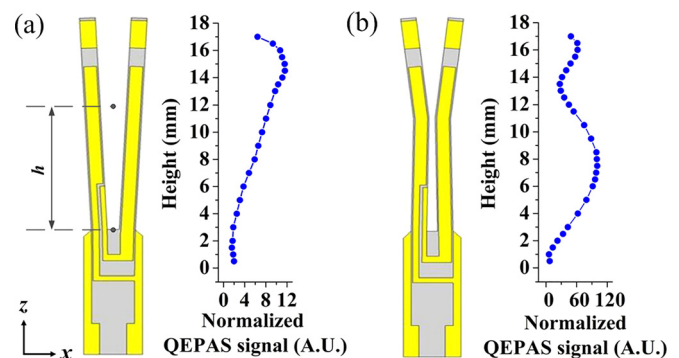 (a)
h
z
x
Height (mm)
18
16
14
12
10
8
6
4
2
0
0 4 8 12
Normalized
QEPAS signal (A.U.)
(b)
Height (mm)
18
16
14
12
10
8
6
4
2
0
0 60 120
Normalized
QEPAS signal (A.U.)